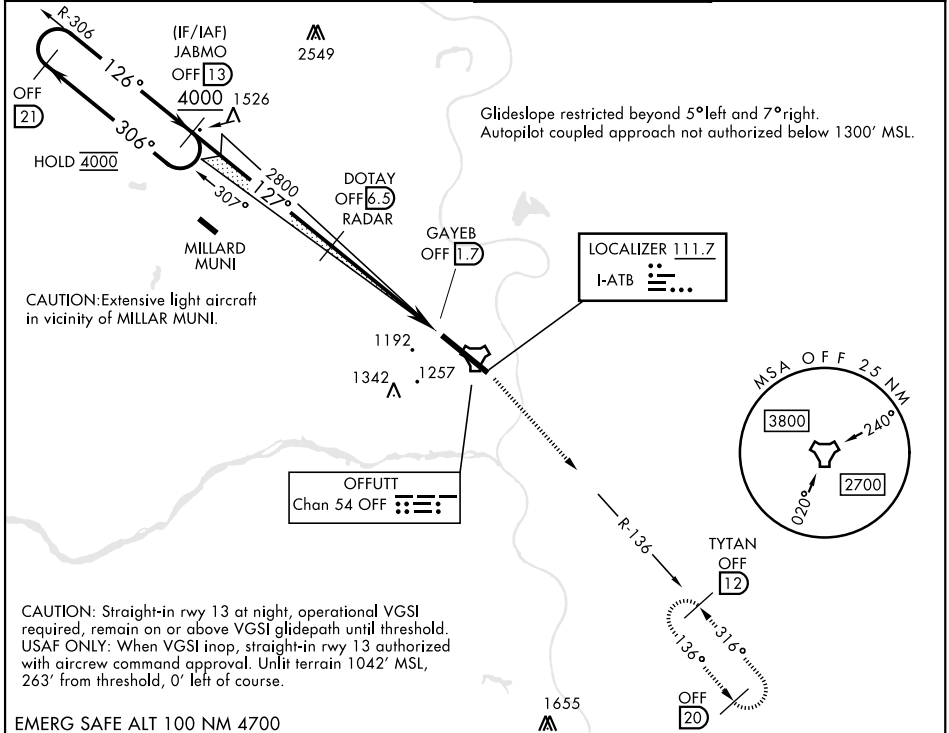 R-306
(IF/IAF)
JABMO
OFF 13
4000
1526
2549
126°
OFF
21
306°
HOLD 4000
Glideslope restricted beyond 5° left and 7° right.
Autopilot coupled approach not authorized below 1300' MSL.
2800
127°
307°
DOTAY
OFF 6.5
RADAR
MILLARD
MUNI
GAYEB
OFF 1.7
LOCALIZER 111.7
I-ATB
CAUTION: Extensive light aircraft
in vicinity of MILLAR MUNI.
1192
1257
1342
MSA OFF 25 NM
3800
240°
2700
020°
OFFUTT
Chan 54 OFF
R-136
TYTAN
OFF
12
316°
136°
OFF
20
CAUTION: Straight-in rwy 13 at night, operational VGSI
required, remain on or above VGSI glidepath until threshold.
USAF ONLY: When VGSI inop, straight-in rwy 13 authorized
with aircrew command approval. Unlit terrain 1042' MSL,
263' from threshold, 0' left of course.
1655
EMERG SAFE ALT 100 NM 4700